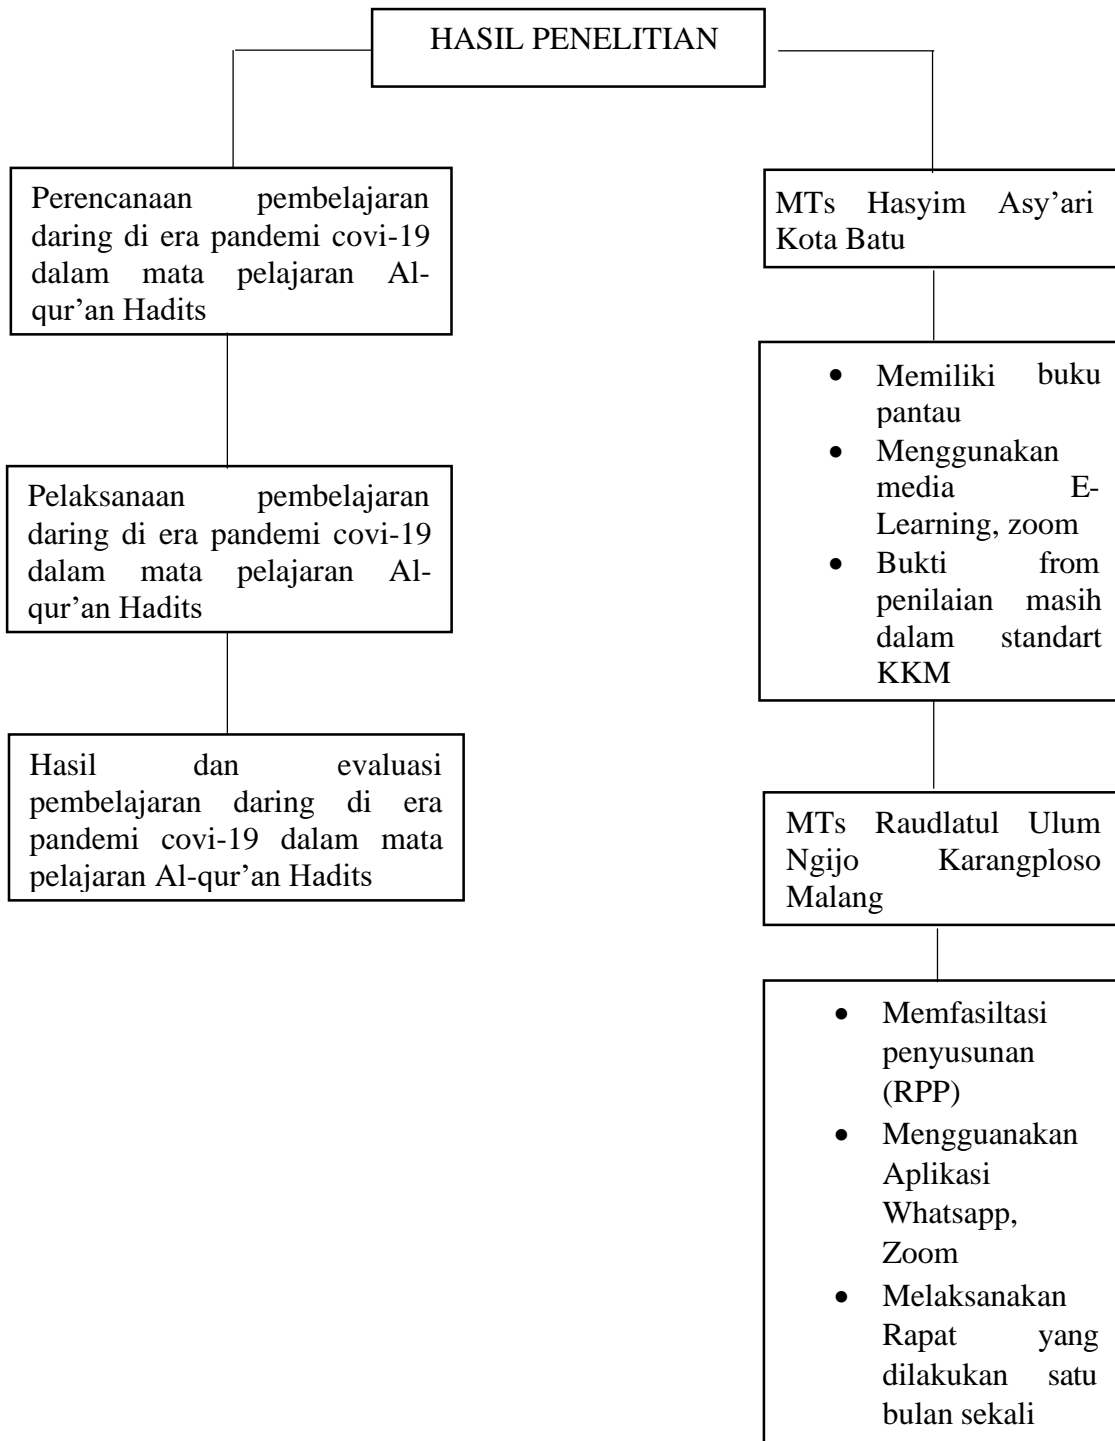 HASIL PENELITIAN
Perencanaan pembelajaran
daring di era pandemi covi-19
dalam mata pelajaran Al-
qur’an Hadits
Pelaksanaan pembelajaran
daring di era pandemi covi-19
dalam mata pelajaran Al-
qur’an Hadits
Hasil dan evaluasi
pembelajaran daring di era
pandemi covi-19 dalam mata
pelajaran Al-qur’an Hadits
MTs Hasyim Asy’ari
Kota Batu
• Memiliki buku
pantau
• Menggunakan
media E-
Learning, zoom
• Bukti from
penilaian masih
dalam standart
KKM
MTs Raudlatul Ulum
Ngijo Karangploso
Malang
• Memfasiltasi
penyusunan
(RPP)
• Mengguanakan
Aplikasi
Whatsapp,
Zoom
• Melaksanakan
Rapat yang
dilakukan satu
bulan sekali